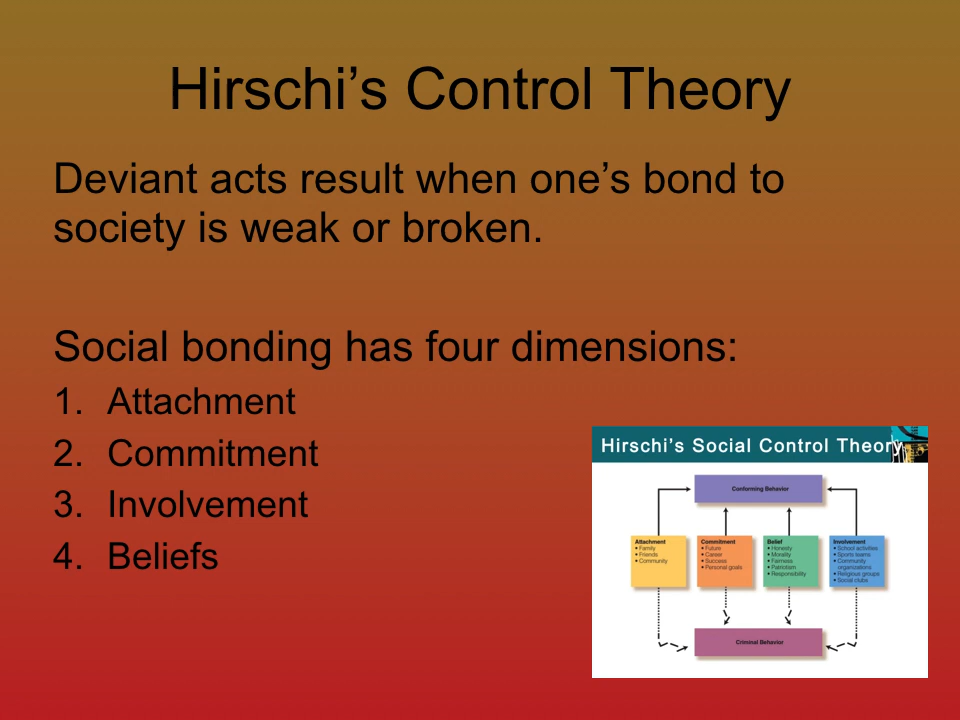 Hirschi’s Control Theory
Deviant acts result when one’s bond to
society is weak or broken.
Social bonding has four dimensions:
1. Attachment
2. Commitment
3. Involvement
4. Beliefs
Hirschi’s Social Control Theory
Conforming Behavior
Attachment
• Family
• Friends
• Community
Commitment
• Future
• Career
• Success
• Personal goals
Belief
• Honesty
• Morality
• Fairness
• Patriotism
• Responsibility
Involvement
• School activities
• Sports teams
• Community
organizations
• Religious groups
• Social clubs
Criminal Behavior